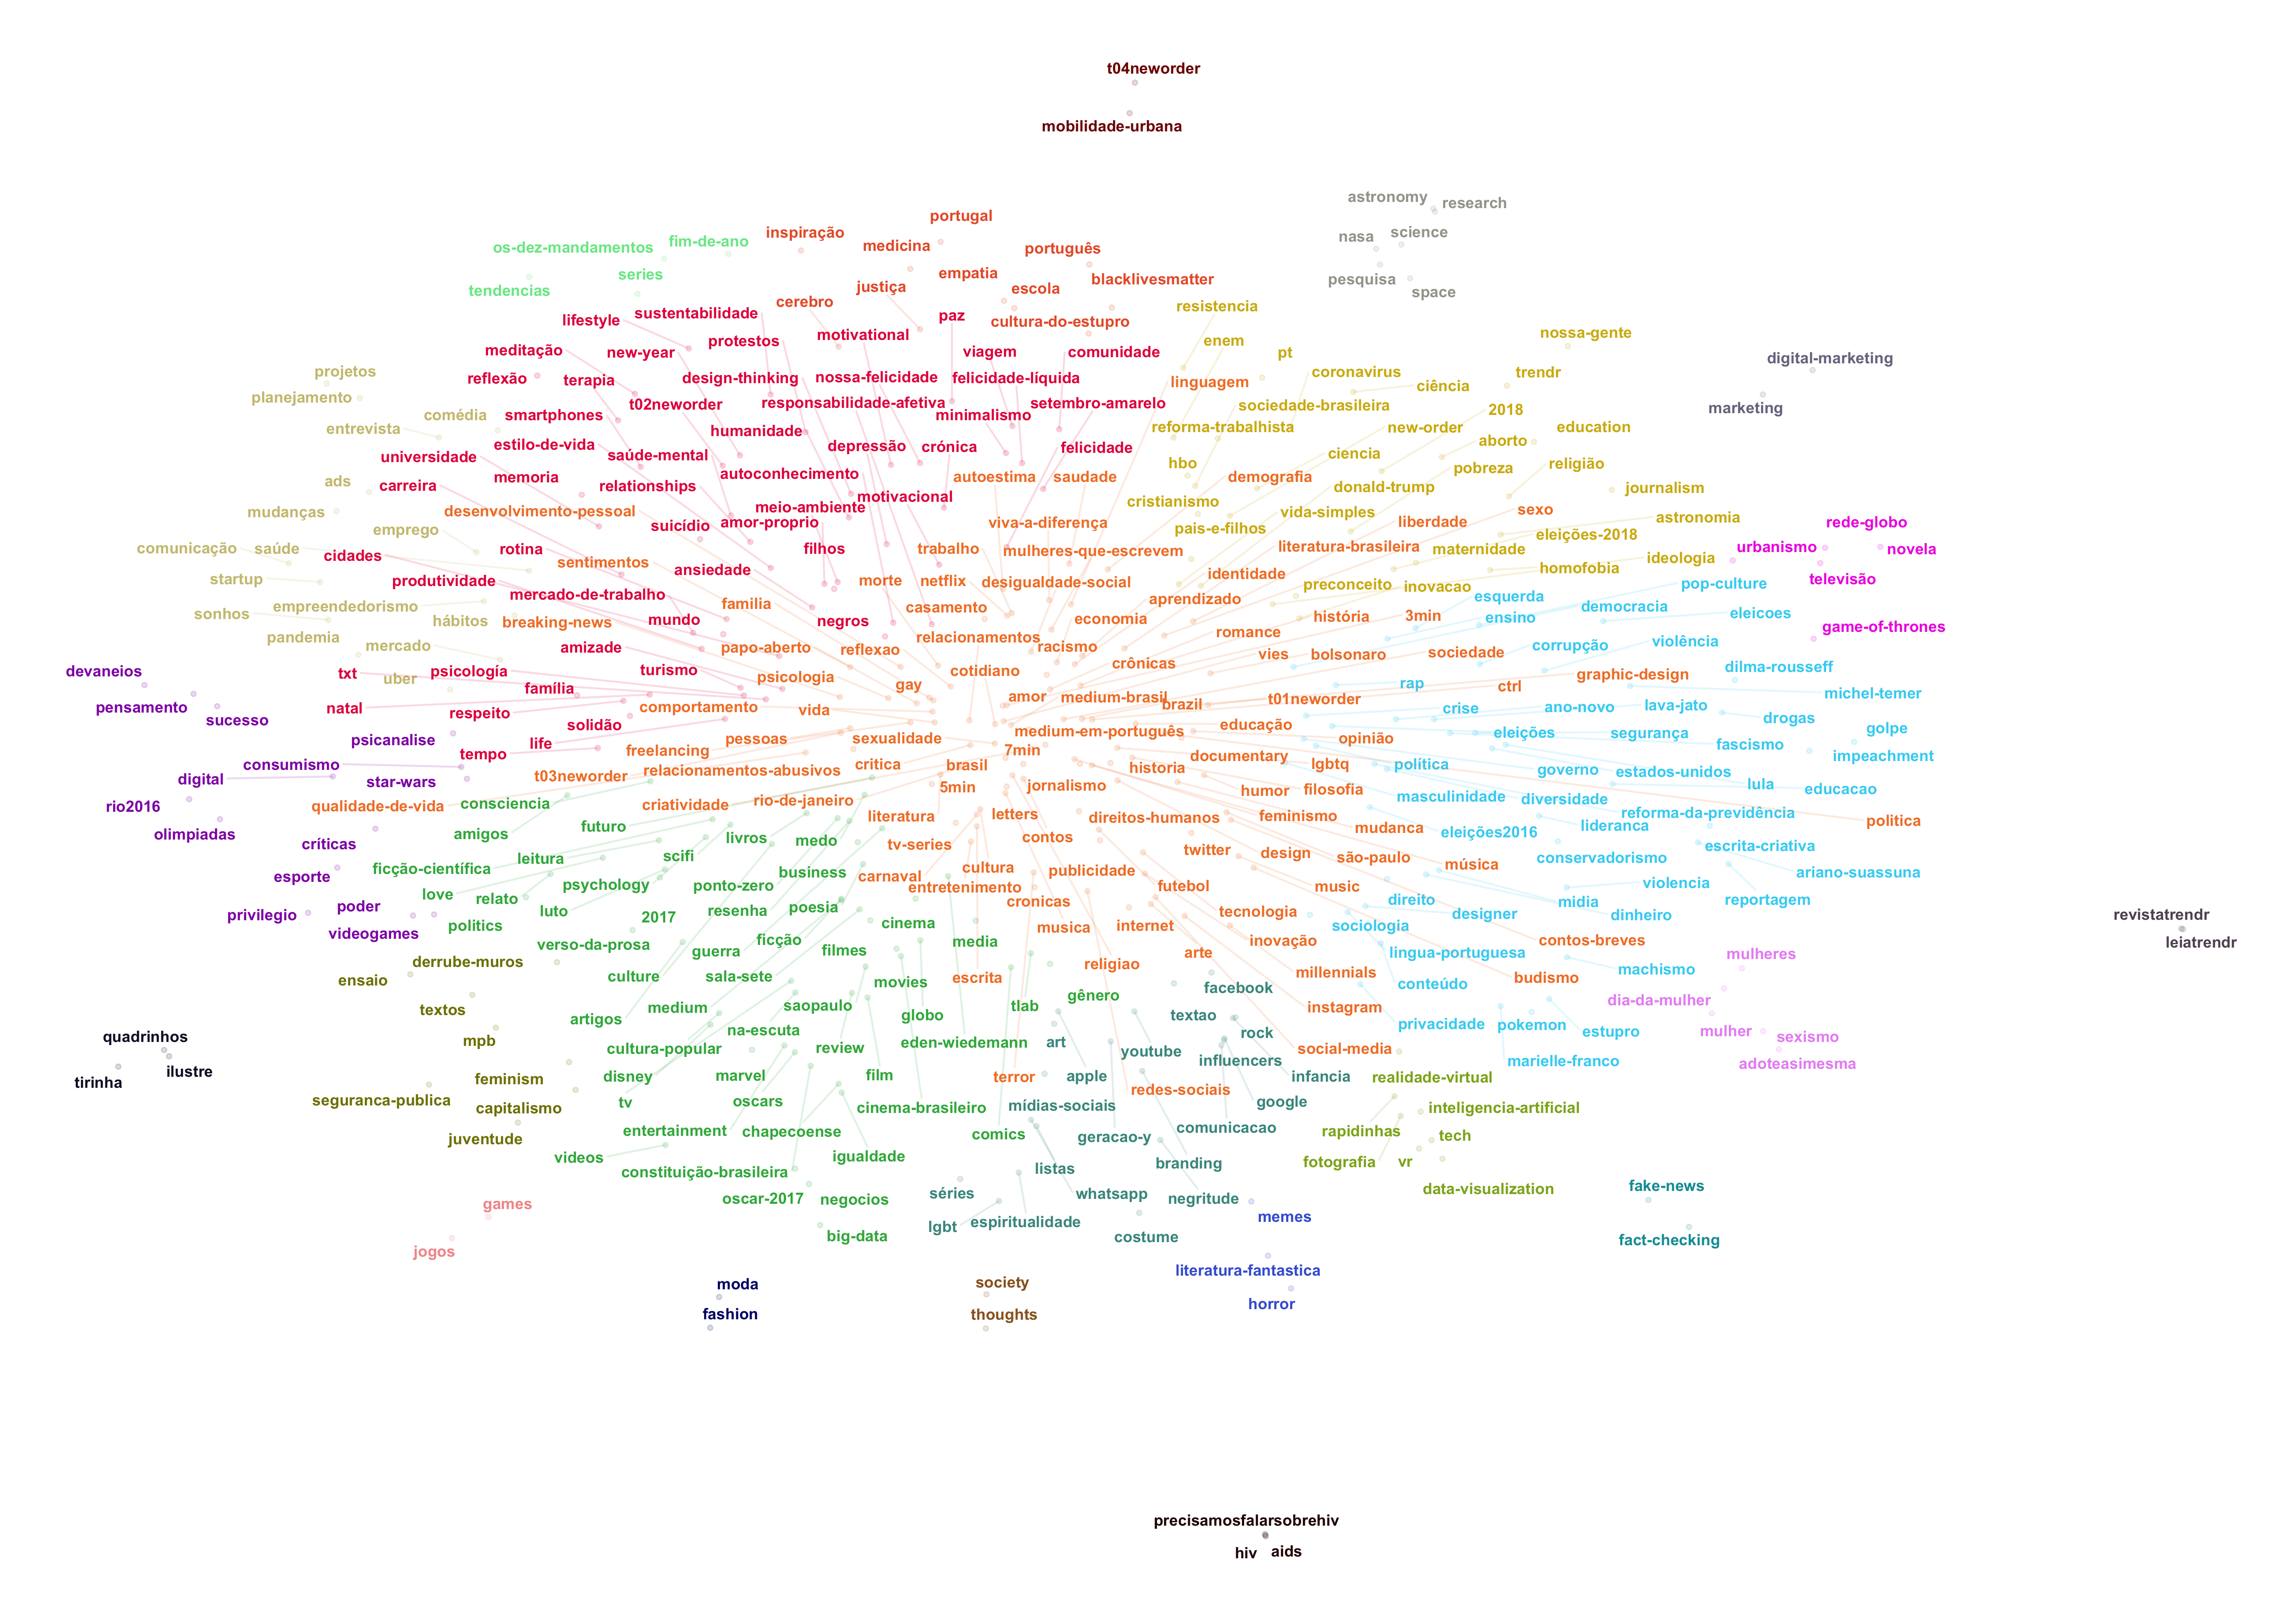 t04neworder
mobilidade-urbana
astronomy
research
portugal
inspiração
science
nasa
fim-de-ano
medicina
os-dez-mandamentos
português
series
empatia
blacklivesmatter
pesquisa
justiça
escola
tendencias
space
cerebro
resistencia
sustentabilidade
paz
lifestyle
cultura-do-estupro
nossa-gente
motivational
protestos
enem
meditação
new-year
viagem
comunidade
pt
digital-marketing
projetos
coronavirus
trendr
reflexão
terapia
design-thinking
nossa-felicidade
felicidade-líquida
linguagem
ciência
planejamento
t02neworder
responsabilidade-afetiva
setembro-amarelo
sociedade-brasileira
2018
marketing
comédia
smartphones
minimalismo
entrevista
humanidade
reforma-trabalhista
new-order
education
estilo-de-vida
depressão
crónica
felicidade
aborto
universidade
saúde-mental
ciencia
hbo
religião
pobreza
ads
memoria
autoconhecimento
autoestima
saudade
demografia
carreira
relationships
donald-trump
journalism
motivacional
cristianismo
mudanças
desenvolvimento-pessoal
meio-ambiente
vida-simples
sexo
astronomia
suicídio
amor-proprio
viva-a-diferença
pais-e-filhos
liberdade
rede-globo
emprego
eleições-2018
comunicação
saúde
rotina
filhos
trabalho
mulheres-que-escrevem
literatura-brasileira
maternidade
urbanismo
novela
cidades
sentimentos
ideologia
ansiedade
identidade
homofobia
startup
produtividade
morte
netflix
desigualdade-social
preconceito
inovacao
pop-culture
televisão
mercado-de-trabalho
aprendizado
esquerda
empreendedorismo
familia
casamento
democracia
eleicoes
sonhos
hábitos
breaking-news
mundo
negros
economia
história
3min
ensino
game-of-thrones
pandemia
mercado
amizade
papo-aberto
reflexao
relacionamentos
racismo
romance
corrupção
violência
devaneios
txt
psicología
turismo
psicologia
cotidiano
crônicas
vies
bolsonaro
sociedade
dilma-rousseff
uber
família
gay
rap
ctrl
graphic-design
michel-temer
pensamento
natal
respeito
comportamento
vida
amor
medium-brasil
brazil
t01neworder
crise
ano-novo
lava-jato
drogas
sucesso
solidão
educação
golpe
psicanalise
life
pessoas
sexualidade
medium-em-português
opinião
eleições
segurança
fascismo
tempo
freelancing
7min
impeachment
consumismo
digital
star-wars
t03neworder
relacionamentos-abusivos
critica
brasil
historia
documentary
lgbtq
política
governo
estados-unidos
lula
educacao
rio2016
qualidade-de-vida
consciencia
criatividade
rio-de-janeiro
5min
jornalismo
humor
filosofia
masculinidade
diversidade
reforma-da-previdência
politica
olimpiadas
amigos
futuro
literatura
letters
direitos-humanos
feminismo
mudanca
eleições2016
lideranca
críticas
livros
medo
tv-series
contos
escrita-criativa
ficção-científica
leitura
scifi
cultura
twitter
design
são-paulo
música
conservadorismo
esporte
business
carnaval
publicidade
ariano-suassuna
love
relato
psychology
ponto-zero
entretenimento
futebol
music
violencia
privilegio
poder
luto
resenha
poesia
cronicas
direito
midia
reportagem
politics
2017
tecnologia
designer
dinheiro
revistatrendr
videogames
verso-da-prosa
guerra
ficção
filmes
cinema
media
musica
internet
sociologia
inovação
contos-breves
leiatrendr
derrube-muros
arte
lingua-portuguesa
mulheres
ensaio
culture
sala-sete
movies
escrita
religiao
millennials
conteúdo
machismo
budismo
facebook
gênero
dia-da-mulher
textos
artigos
medium
saopaulo
globo
tlab
textao
instagram
privacidade
pokemon
estupro
mulher
sexismo
quadrinhos
mpb
na-escuta
rock
eden-wiedemann
art
cultura-popular
review
youtube
influencers
social-media
marielle-franco
adoteasimesma
tirinha
ilustre
feminism
disney
marvel
film
terror
apple
redes-sociais
infancia
realidade-virtual
seguranca-publica
capitalismo
tv
oscars
cinema-brasileiro
mídias-sociais
google
inteligencia-artificial
juventude
entertainment
chapecoense
comics
geracao-y
comunicacao
rapidinhas
tech
videos
igualdade
constituição-brasileira
listas
branding
fotografia
vr
games
oscar-2017
negocios
séries
whatsapp
negritude
data-visualization
fake-news
jogos
big-data
lgbt
espiritualidade
costume
memes
fact-checking
moda
society
literatura-fantastica
fashion
thoughts
horror
precisamosfalarsobrehiv
hiv
aids